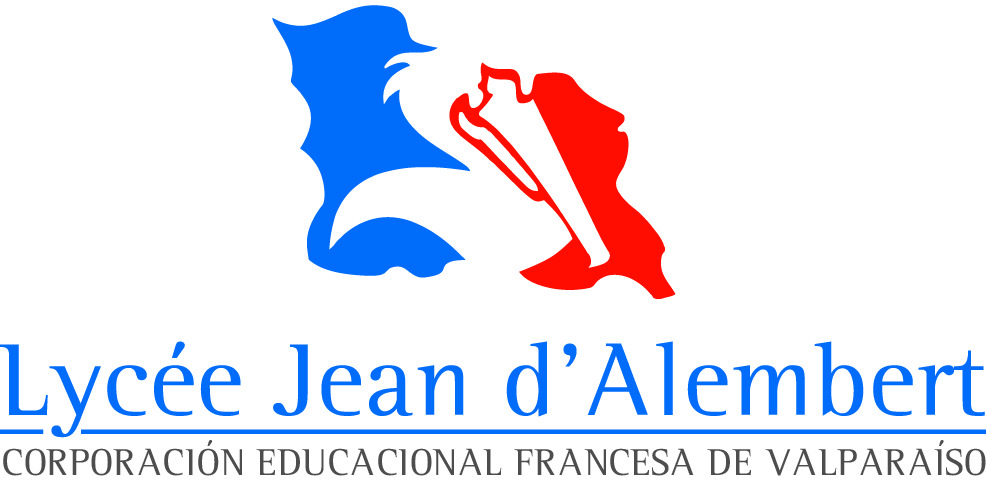 Lycée Jean d’Alembert
CORPORACIÓN EDUCACIONAL FRANCESA DE VALPARAÍSO